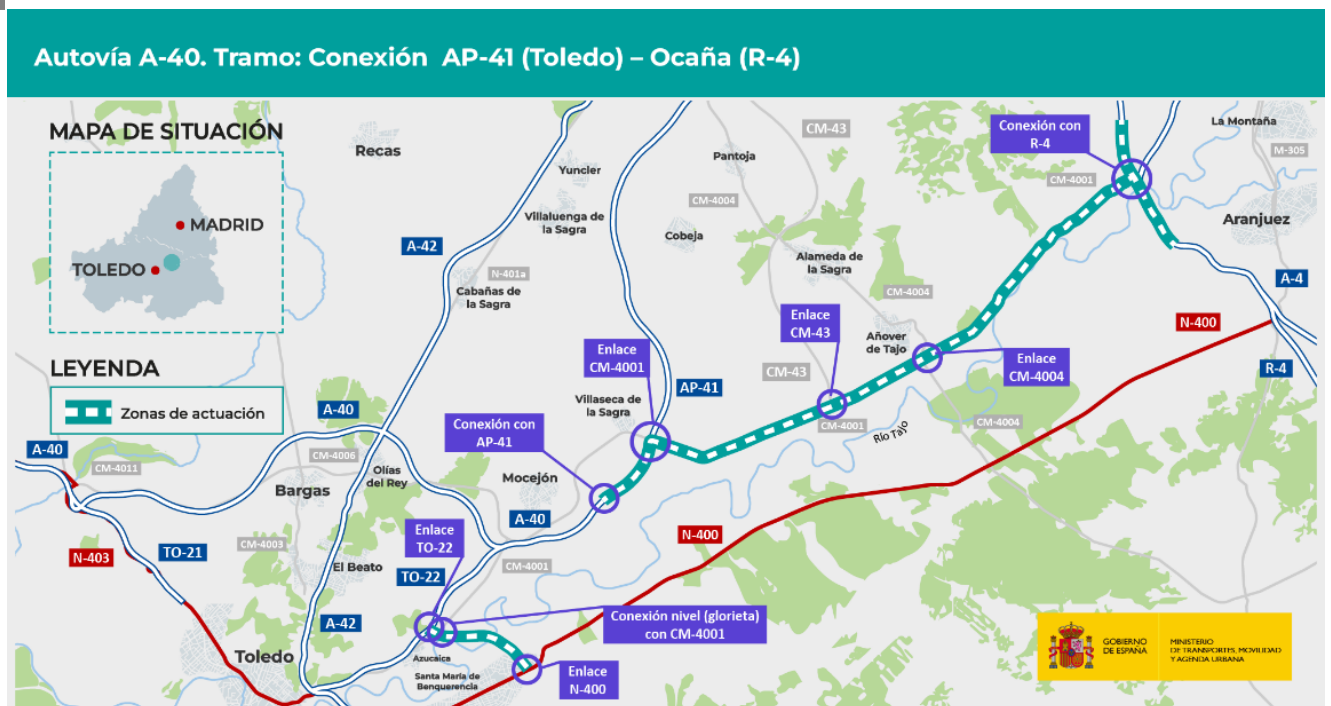 Autovía A-40. Tramo: Conexión AP-41 (Toledo) – Ocaña (R-4)
MAPA DE SITUACIÓN
MADRID
TOLEDO
LEYENDA
Zonas de actuación
Recas
Yuncler
Villaluenga de
la Sagra
A-42
N-401a
Cabañas de
la Sagra
Cobeja
Pantoja
CM-43
CM-4004
Conexión con
R-4
CM-4001
La Montaña
M-305
Aranjuez
A-4
N-400
R-4
Alameda de
la Sagra
CM-4004
Enlace
CM-43
Añover
de Tajo
Enlace
CM-4004
CM-4004
CM-43
CM-4001
Río Tajo
Enlace
CM-4001
AP-41
Villaseca de
la Sagra
Conexión con
AP-41
Mocejón
A-40
A-40
A-40
CM-4011
CM-4006
Olías
del Rey
Bargas
N-403
TO-21
CM-4003
El Beato
Enlace
TO-22
TO-22
CM-4001
N-400
A-42
Toledo
Azucaica
Santa María de
Benquerencia
Conexión nivel (glorieta)
con CM-4001
Enlace
N-400
GOBIERNO
DE ESPAÑA
MINISTERIO
DE TRANSPORTES, MOVILIDAD
Y AGENDA URBANA